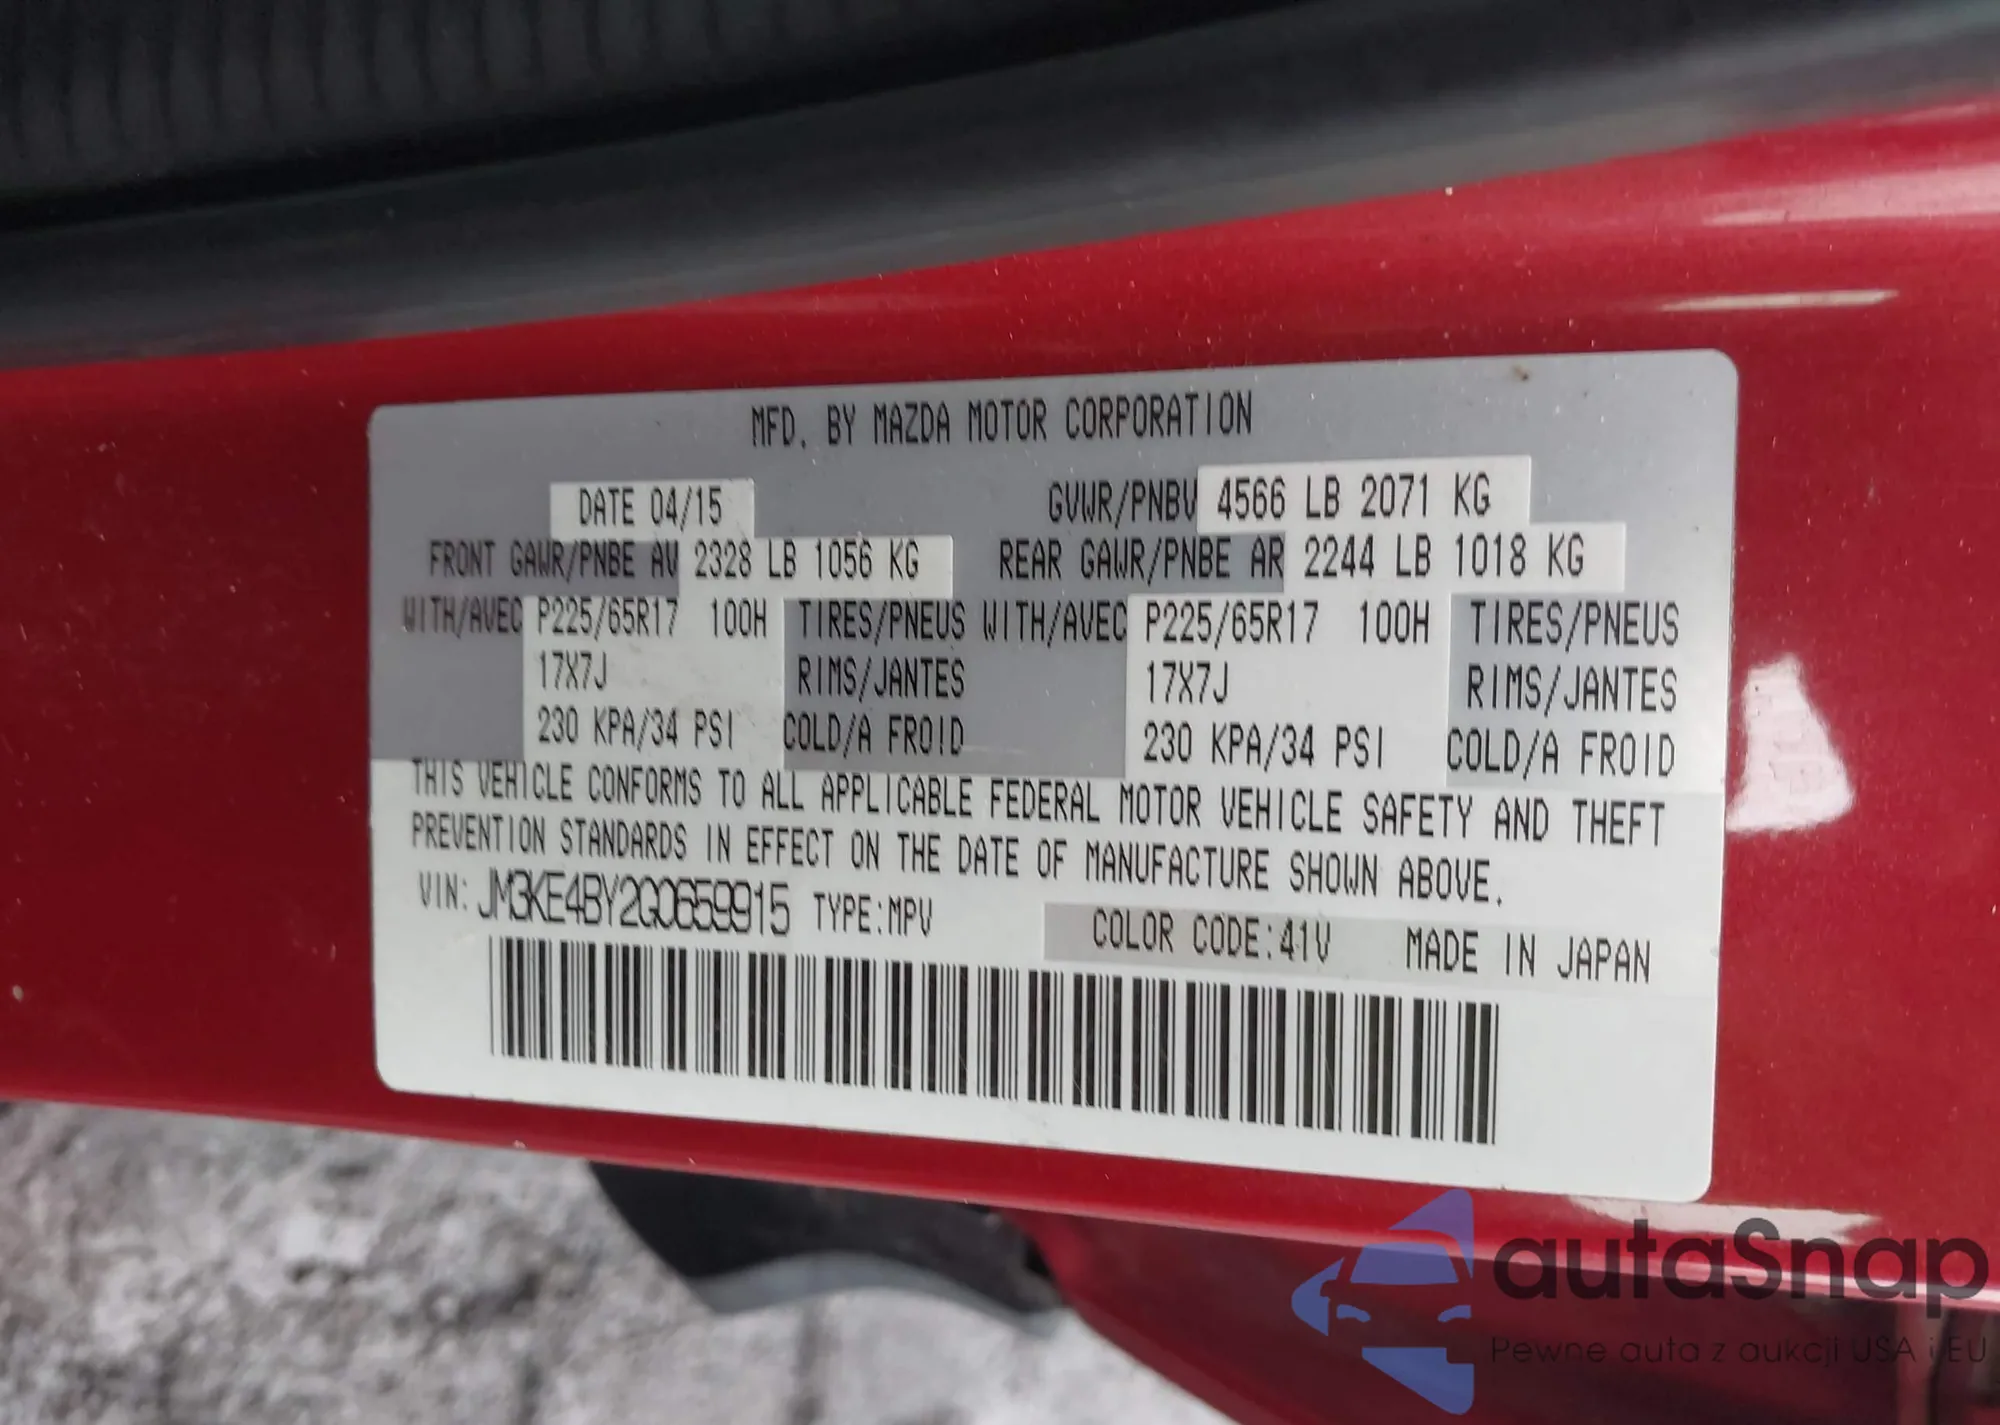 MFD. BY MAZDA MOTOR CORPORATION
DATE 04/15 GVWR/PNBV 4566 LB 2071 KG
FRONT GAWR/PNBE AV 2328 LB 1056 KG REAR GAWR/PNBE AR 2244 LB 1018 KG
WITH/AVEC P225/65R17 100H TIRES/PNEUS WITH/AVEC P225/65R17 100H TIRES/PNEUS
17X7J RIMS/JANTES 17X7J RIMS/JANTES
230 KPA/34 PSI COLD/A FROID 230 KPA/34 PSI COLD/A FROID
THIS VEHICLE CONFORMS TO ALL APPLICABLE FEDERAL MOTOR VEHICLE SAFETY AND THEFT
PREVENTION STANDARDS IN EFFECT ON THE DATE OF MANUFACTURE SHOWN ABOVE.
VIN: JM3KE4BY2G0659915 TYPE:MPV COLOR CODE:41V MADE IN JAPAN
autaSnap
Pewne auta z aukcji USA i EU